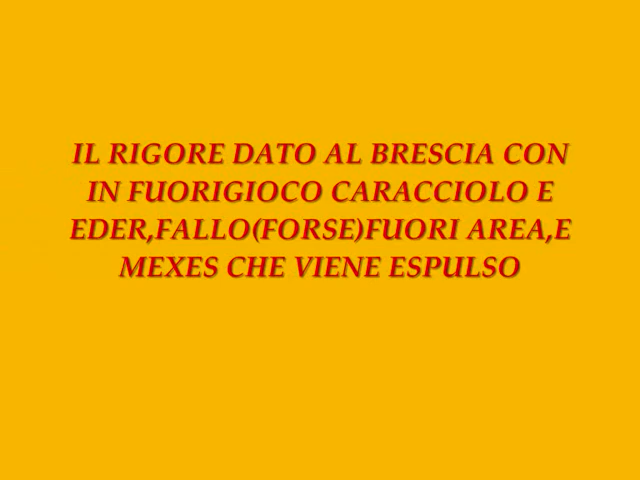 IL RIGORE DATO AL BRESCIA CON
IN FUORIGIOCO CARACCIOLO E
EDER,FALLO(FORSE)FUORI AREA,E
MEXES CHE VIENE ESPULSO